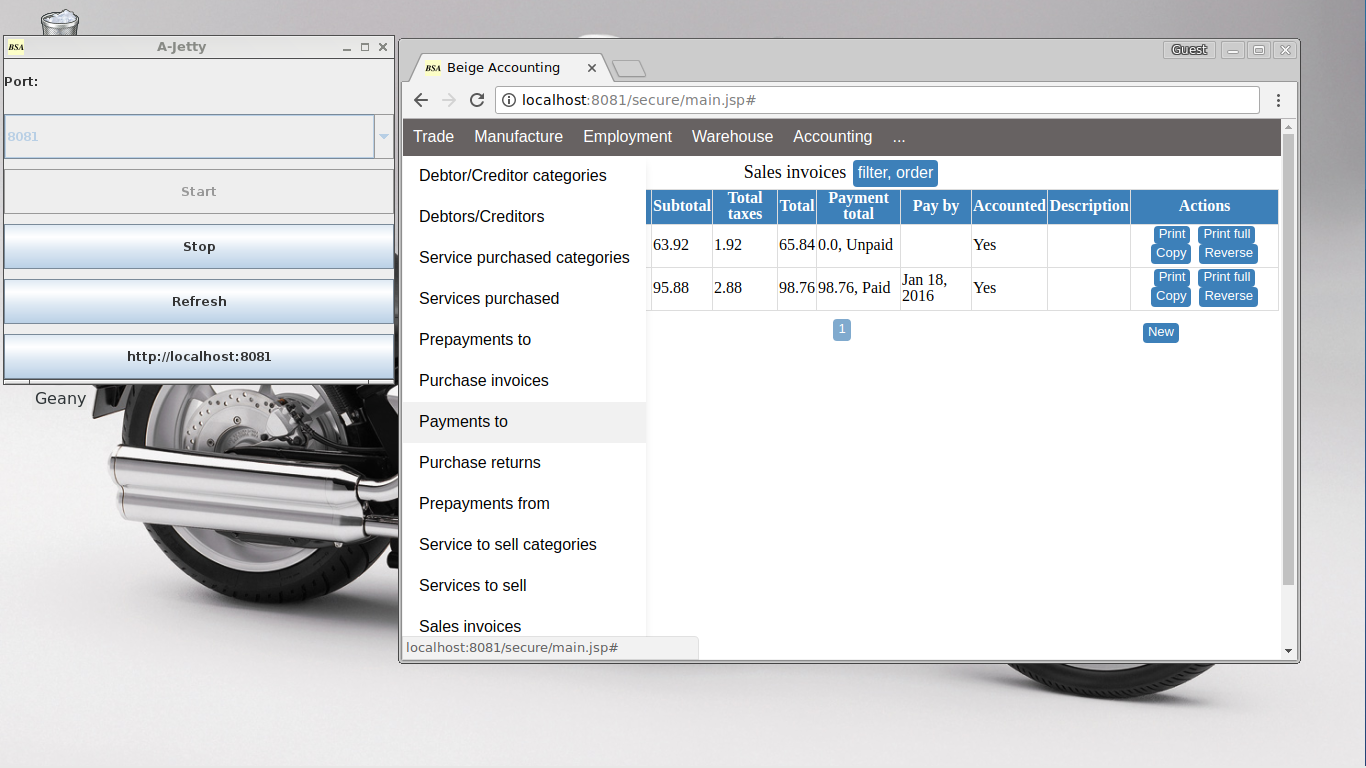 BSA A-Jetty
Port:
8081
Start
Stop
Refresh
http://localhost:8081
Geany
Guest
BSA Beige Accounting
localhost:8081/secure/main.jsp#
Trade Manufacture Employment Warehouse Accounting ...
Debtor/Creditor categories
Debtors/Creditors
Service purchased categories
Services purchased
Prepayments to
Purchase invoices
Payments to
Purchase returns
Prepayments from
Service to sell categories
Services to sell
Sales invoices
Sales invoices filter, order
Subtotal Total taxes Total Payment total Pay by Accounted Description Actions
63.92 1.92 65.84 0.0, Unpaid Yes Print Print full Copy Reverse
95.88 2.88 98.76 98.76, Paid Jan 18, 2016 Yes Print Print full Copy Reverse
1 New
localhost:8081/secure/main.jsp#